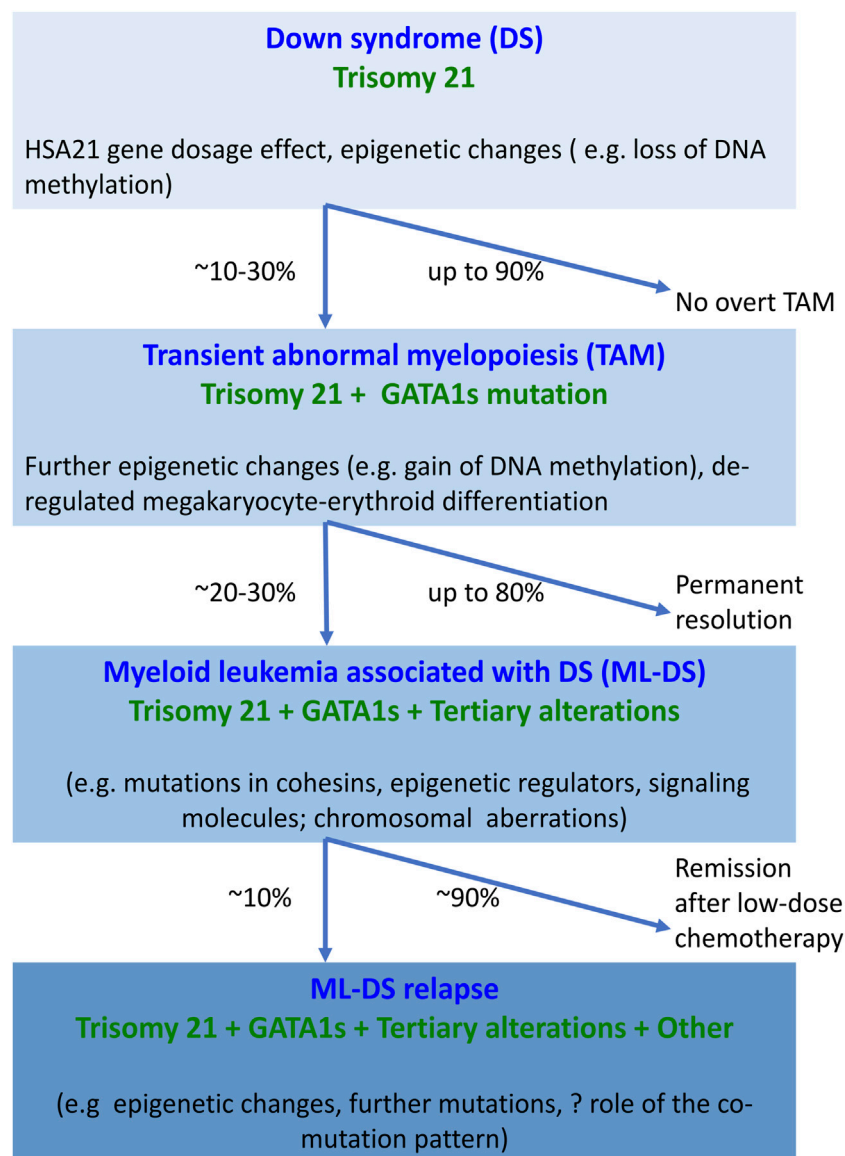 Down syndrome (DS)
Trisomy 21
HSA21 gene dosage effect, epigenetic changes ( e.g. loss of DNA
methylation)
~10-30%
up to 90%
No overt TAM
Transient abnormal myelopoiesis (TAM)
Trisomy 21 + GATA1s mutation
Further epigenetic changes (e.g. gain of DNA methylation), de-
regulated megakaryocyte-erythroid differentiation
~20-30%
up to 80%
Permanent
resolution
Myeloid leukemia associated with DS (ML-DS)
Trisomy 21 + GATA1s + Tertiary alterations
(e.g. mutations in cohesins, epigenetic regulators, signaling
molecules; chromosomal aberrations)
~10%
~90%
Remission
after low-dose
chemotherapy
ML-DS relapse
Trisomy 21 + GATA1s + Tertiary alterations + Other
(e.g epigenetic changes, further mutations, ? role of the co-
mutation pattern)